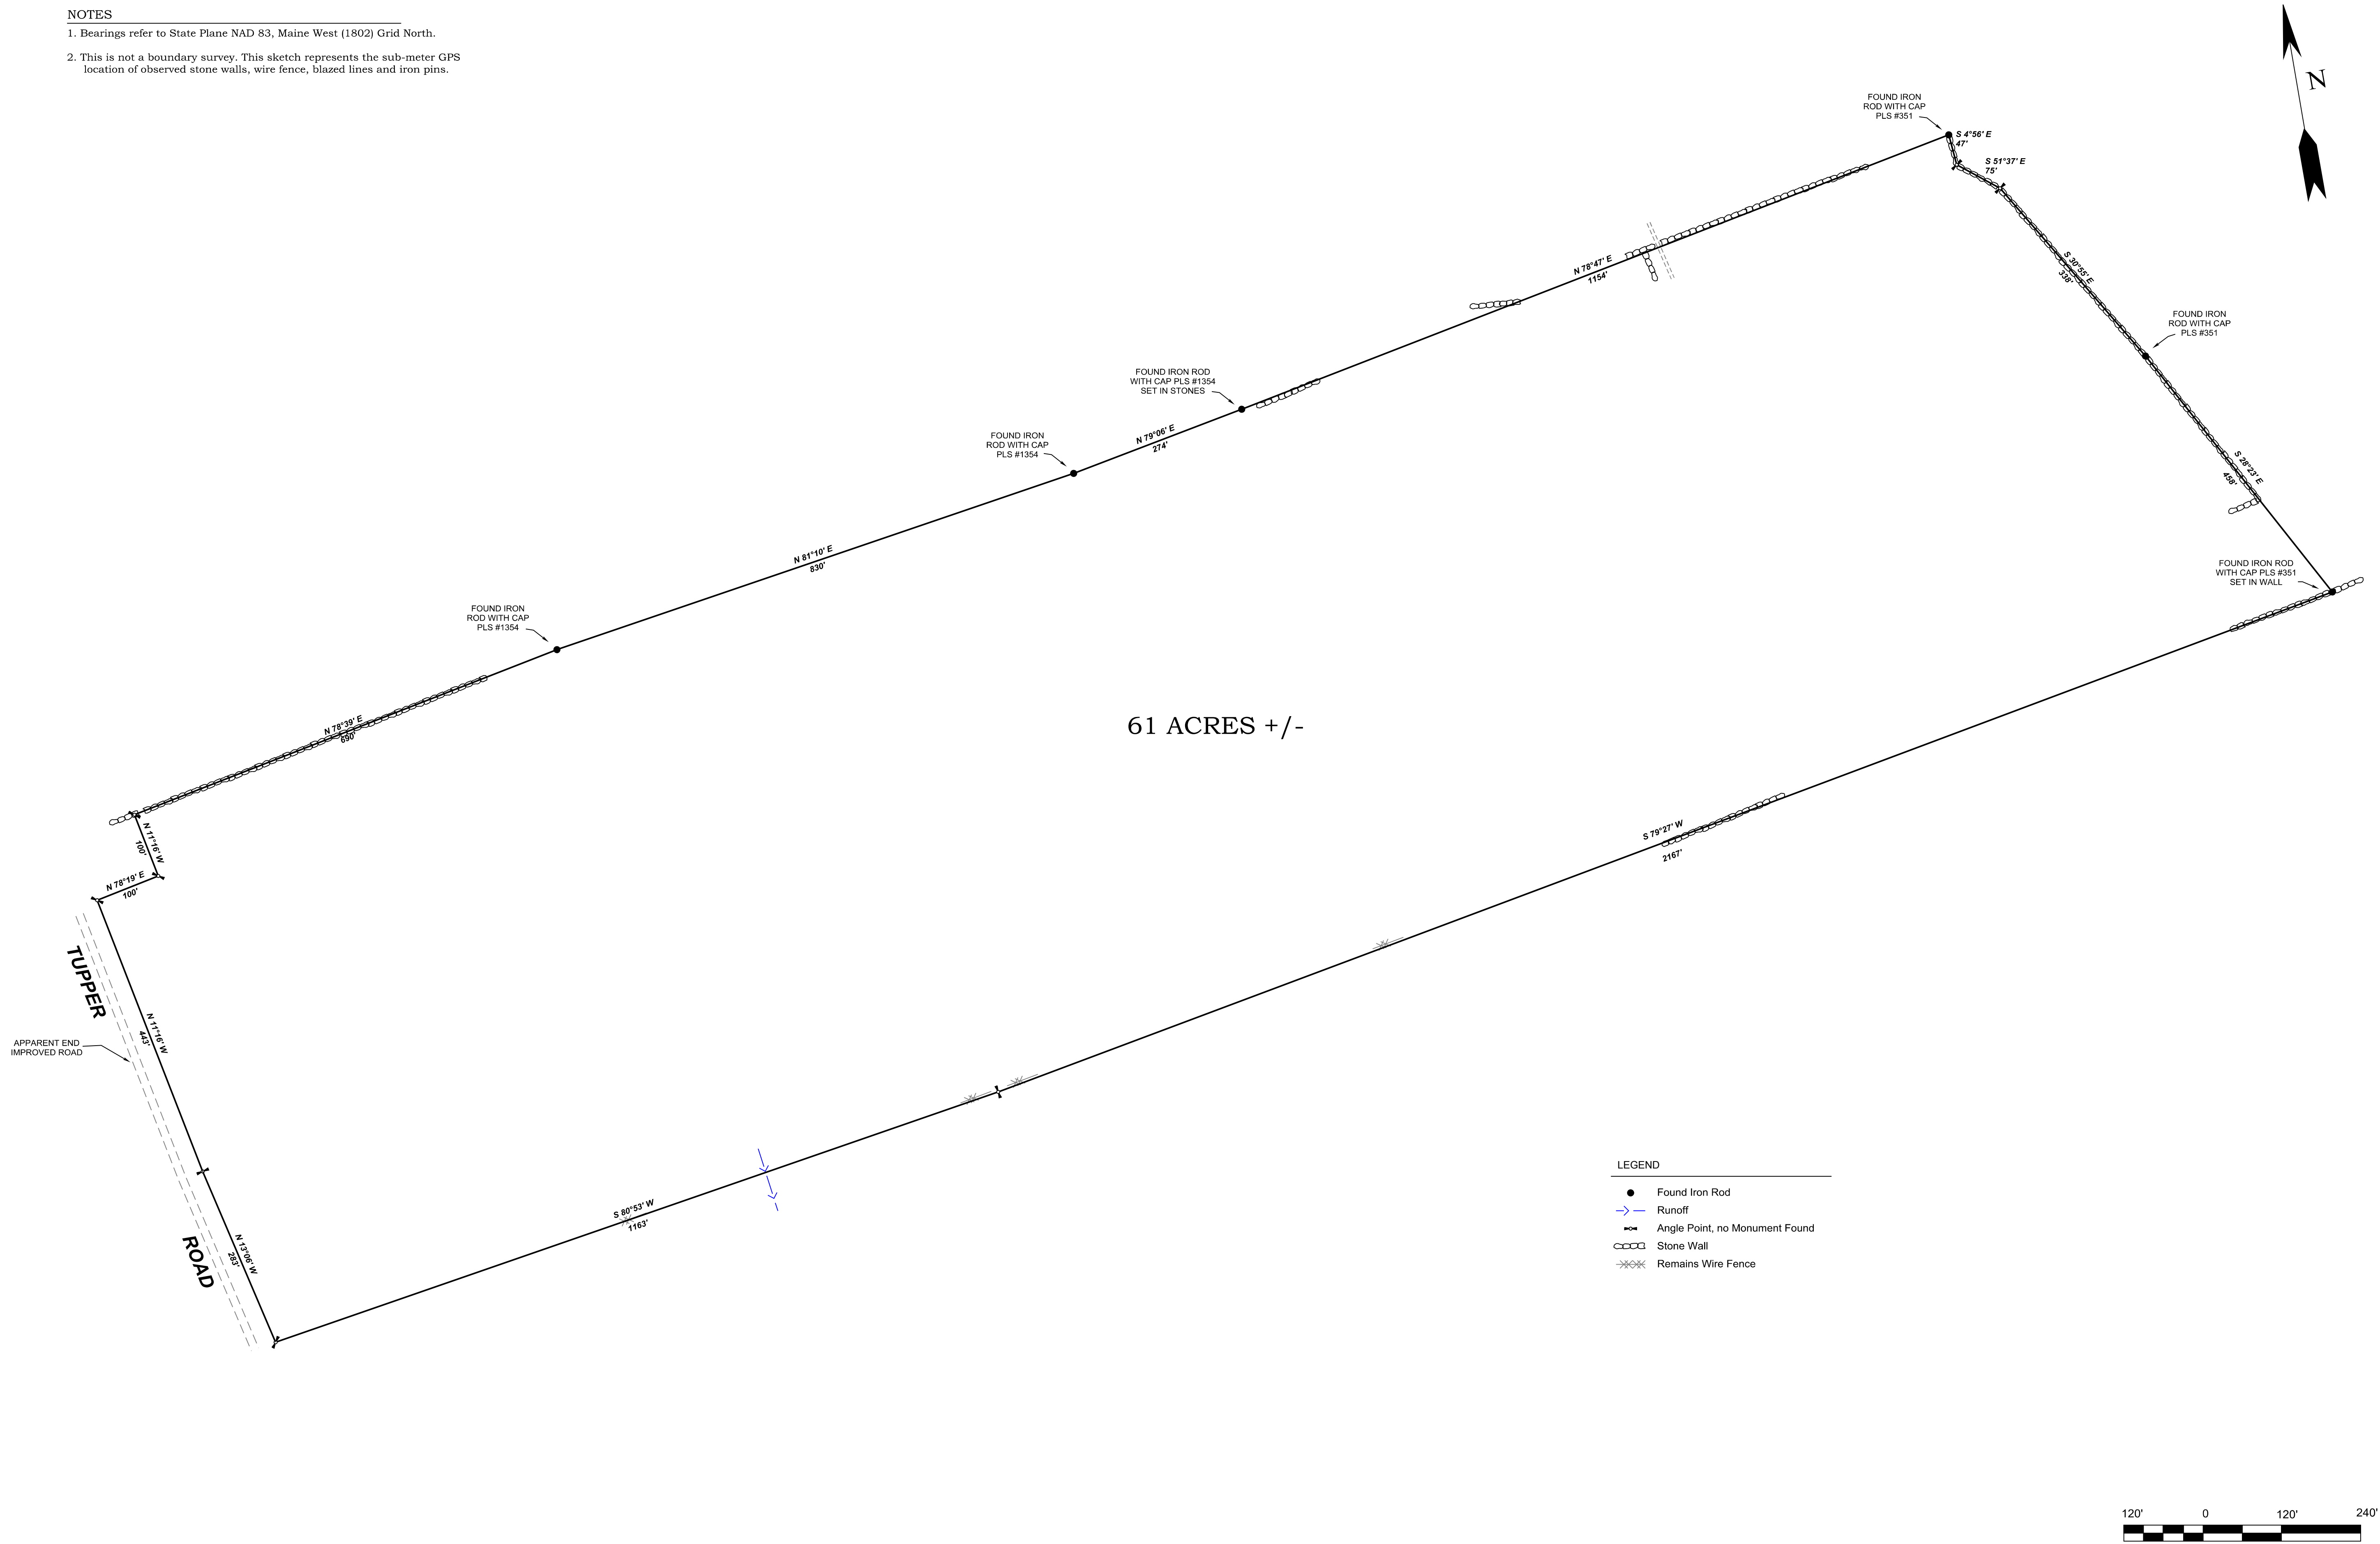 NOTES
1. Bearings refer to State Plane NAD 83, Maine West (1802) Grid North.
2. This is not a boundary survey. This sketch represents the sub-meter GPS
location of observed stone walls, wire fence, blazed lines and iron pins.
N
FOUND IRON
ROD WITH CAP
PLS #351
S 4°56' E
47'
S 51°37' E
75'
S 30°55' E
338'
N 78°47' E
1154'
FOUND IRON
ROD WITH CAP
PLS #351
FOUND IRON ROD
WITH CAP PLS #1354
SET IN STONES
N 79°06' E
274'
FOUND IRON
ROD WITH CAP
PLS #1354
S 28°23' E
458'
N 81°10' E
830'
FOUND IRON ROD
WITH CAP PLS #351
SET IN WALL
FOUND IRON
ROD WITH CAP
PLS #1354
N 78°39' E
690'
61 ACRES +/-
N 11°16' W
100'
N 78°19' E
100'
S 79°27' W
2167'
TUPPER
N 11°16' W
443'
APPARENT END
IMPROVED ROAD
ROAD
N 13°06' W
283'
S 80°53' W
1163'
LEGEND
Found Iron Rod
Runoff
Angle Point, no Monument Found
Stone Wall
Remains Wire Fence
120' 0 120' 240'